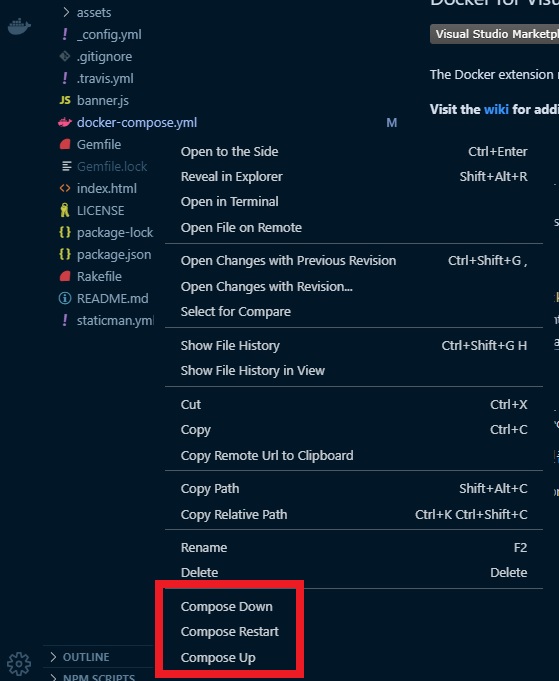 assets
Docker for Visu
! _config.yml
Visual Studio Marketpl
.gitignore
! .travis.yml
The Docker extension
JS banner.js
Visit the wiki for addi
docker-compose.yml M
Gemfile
Gemfile.lock
index.html
LICENSE
{ } package-lock
{ } package.json
Rakefile
README.md
! staticman.yml
Open to the Side Ctrl+Enter
Reveal in Explorer Shift+Alt+R
Open in Terminal
Open File on Remote
Open Changes with Previous Revision Ctrl+Shift+G ,
Open Changes with Revision...
Select for Compare
Show File History Ctrl+Shift+G H
Show File History in View
Cut Ctrl+X
Copy Ctrl+C
Copy Remote Url to Clipboard
Copy Path Shift+Alt+C
Copy Relative Path Ctrl+K Ctrl+Shift+C
Rename F2
Delete Delete
Compose Down
Compose Restart
Compose Up
OUTLINE
NPM SCRIPTS